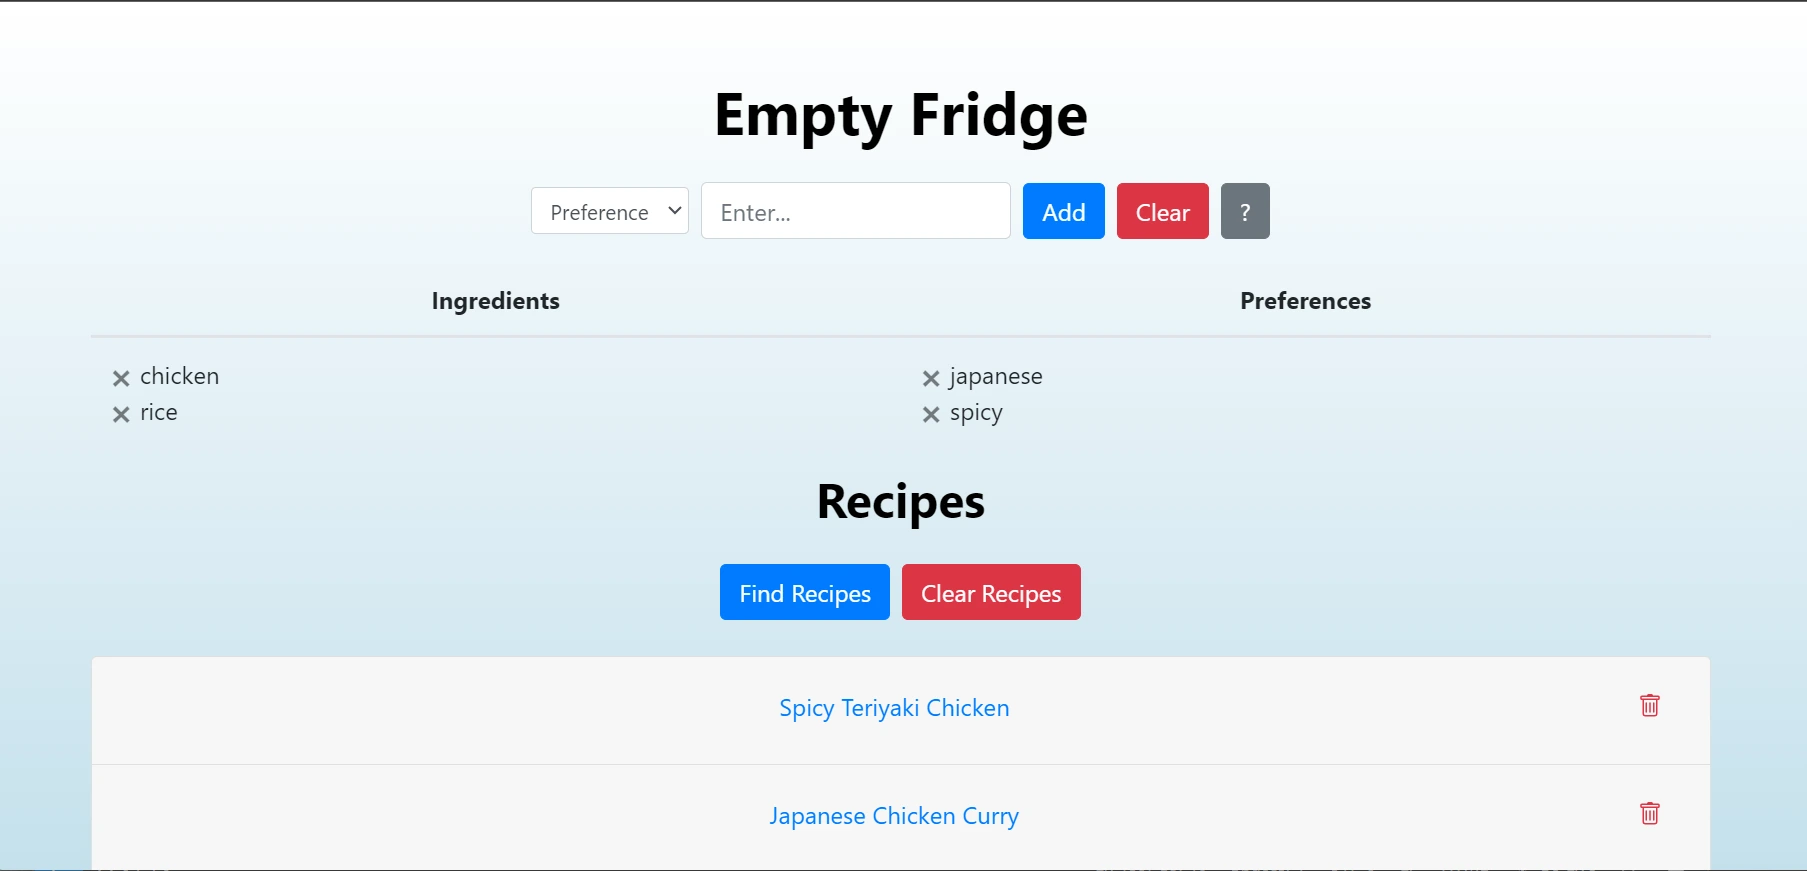 Empty Fridge
Preference Enter... Add Clear ?
Ingredients Preferences
chicken japanese
rice spicy
Recipes
Find Recipes Clear Recipes
Spicy Teriyaki Chicken
Japanese Chicken Curry